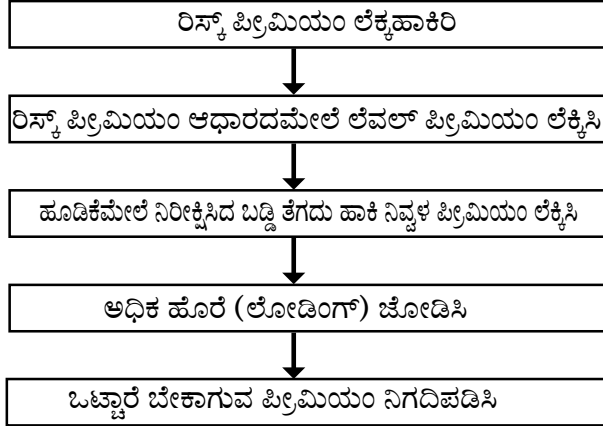 ರಿಸ್ಕ್ ಪ್ರೀಮಿಯಂ ಲೆಕ್ಕಹಾಕಿರಿ
ರಿಸ್ಕ್ ಪ್ರೀಮಿಯಂ ಆಧಾರದಮೇಲೆ ಲೆವಲ್ ಪ್ರೀಮಿಯಂ ಲೆಕ್ಕಿಸಿ
ಹೂಡಿಕೆಮೇಲೆ ನಿರೀಕ್ಷಿಸಿದ ಬಡ್ಡಿ ತೆಗದು ಹಾಕಿ ನಿವ್ವಳ ಪ್ರೀಮಿಯಂ ಲೆಕ್ಕಿಸಿ
ಅಧಿಕ ಹೊರೆ (ಲೋಡಿಂಗ್) ಜೋಡಿಸಿ
ಒಟ್ಟಾರೆ ಬೇಕಾಗುವ ಪ್ರೀಮಿಯಂ ನಿಗದಿಪಡಿಸಿ